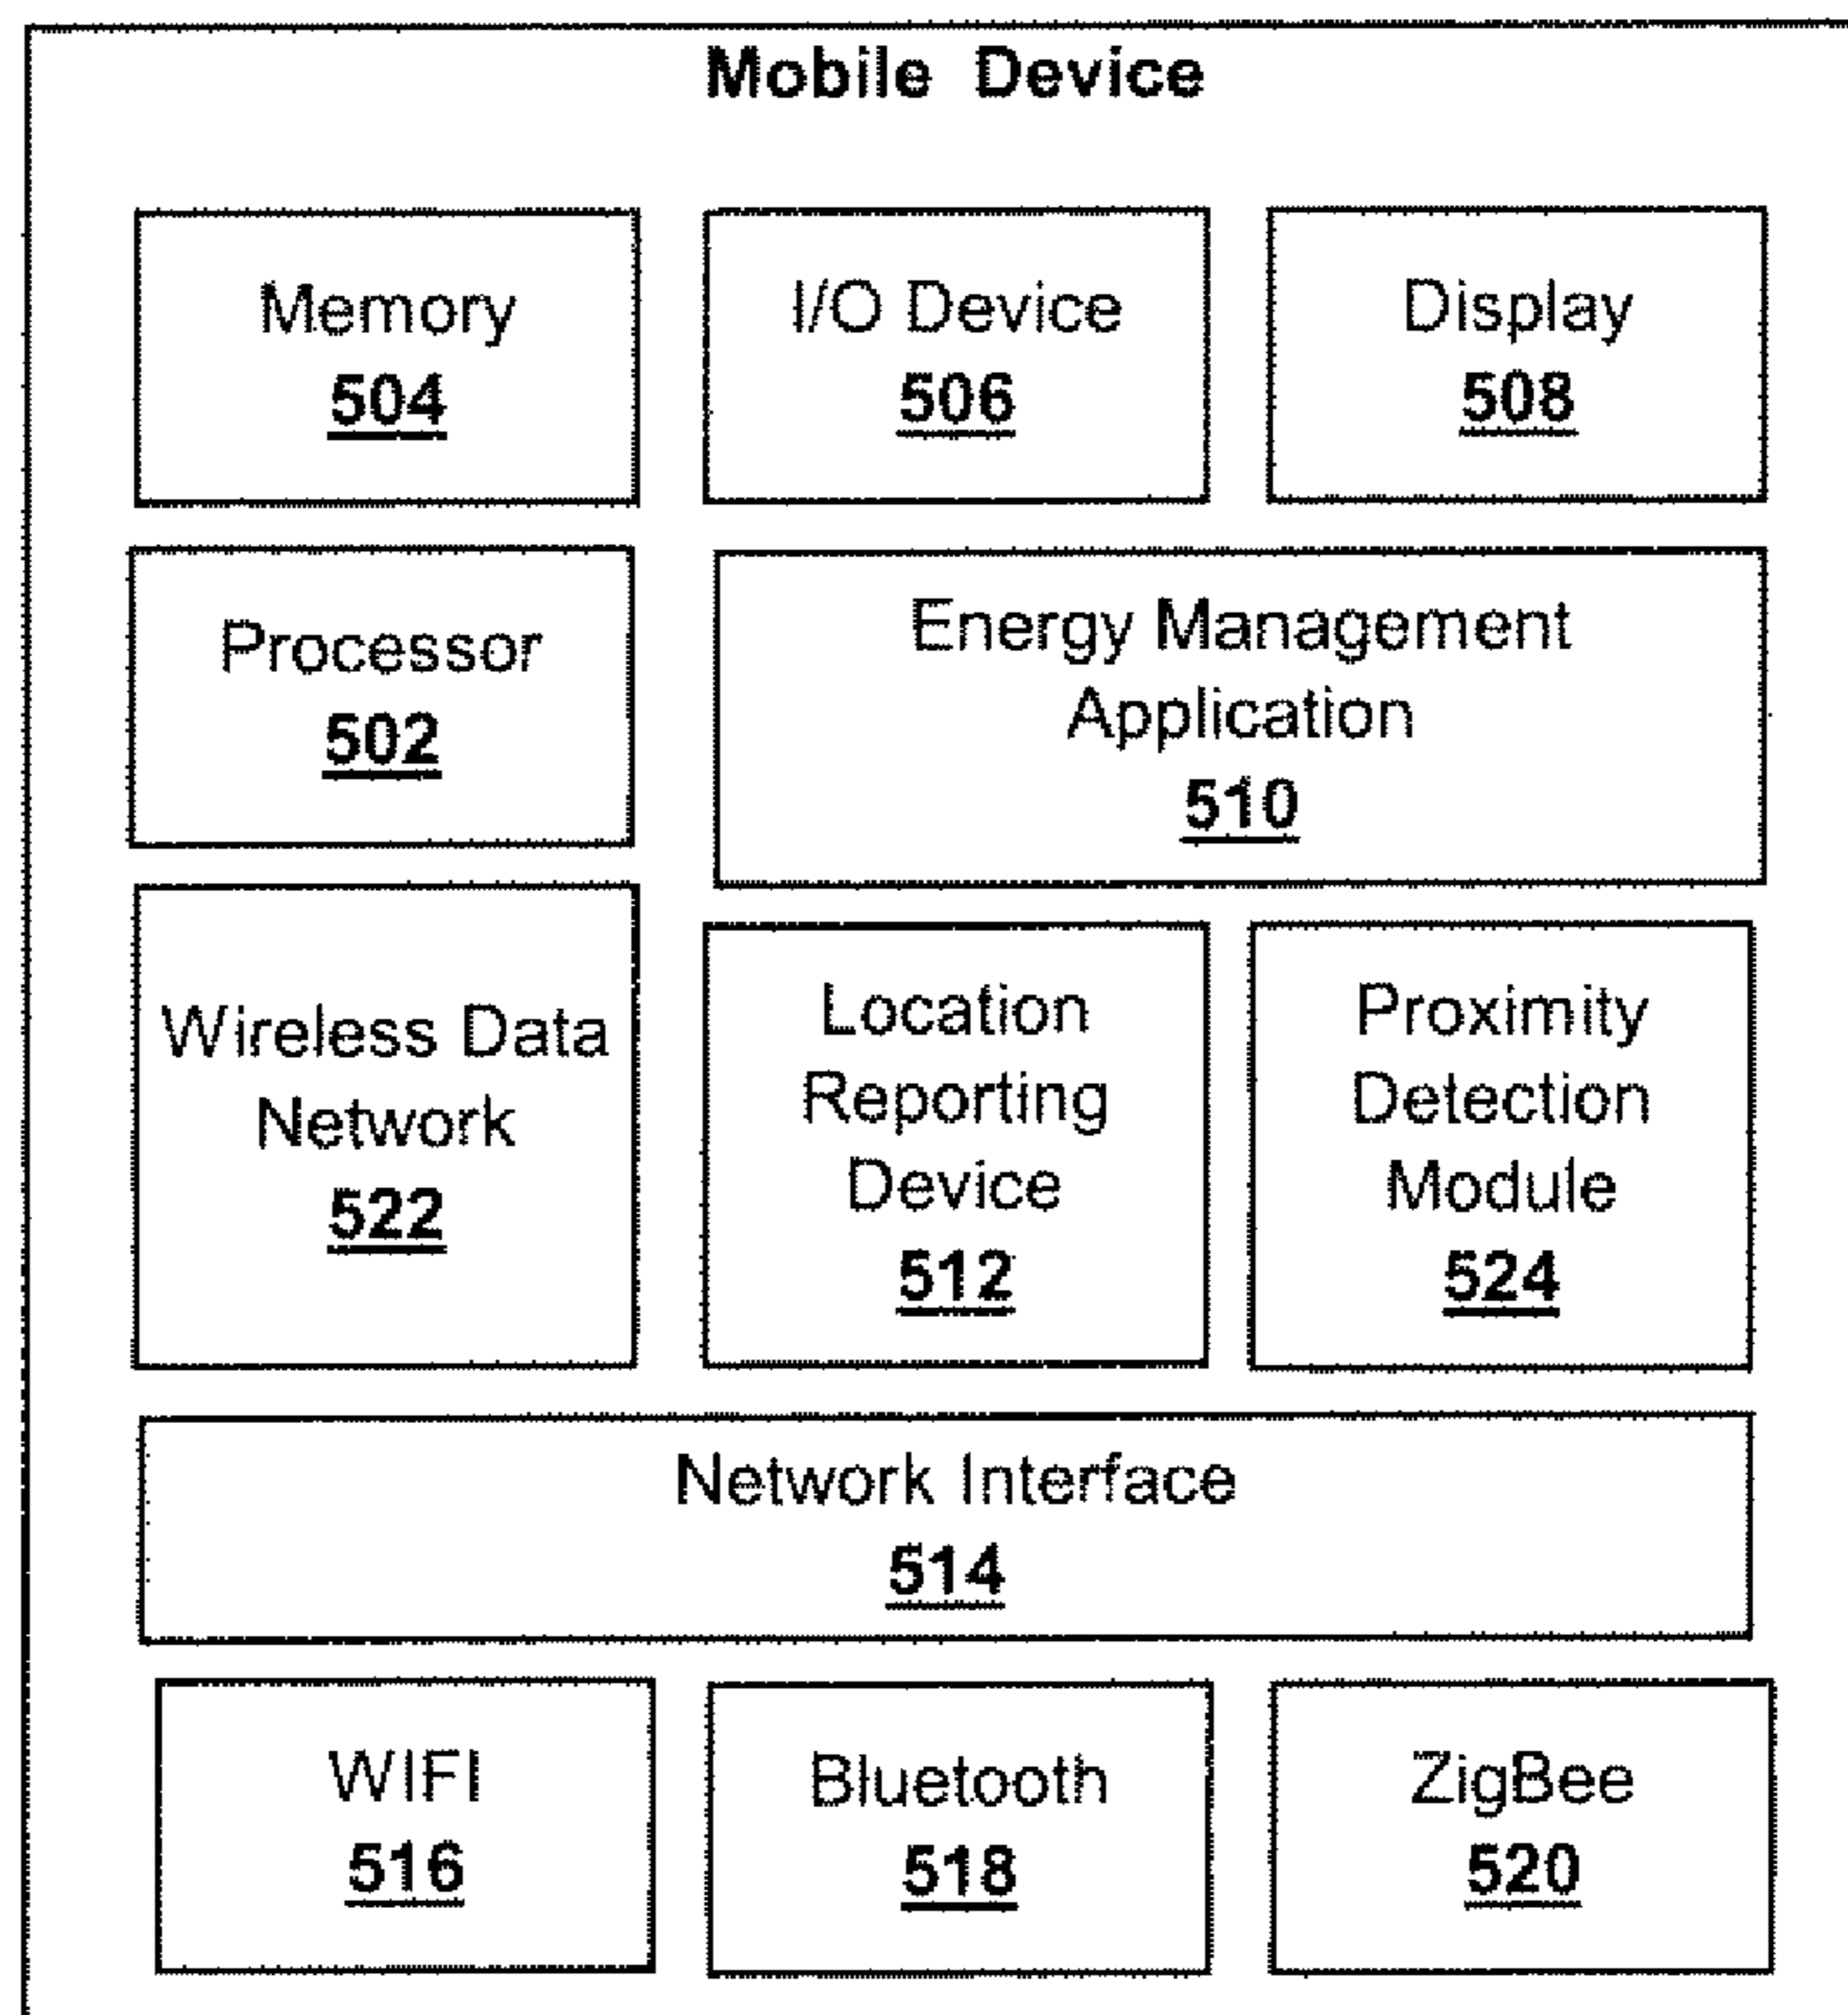 Mobile Device
Memory
504
I/O Device
506
Display
508
Processor
502
Energy Management
Application
510
Wireless Data
Network
522
Location
Reporting
Device
512
Proximity
Detection
Module
524
Network Interface
514
WIFI
516
Bluetooth
518
ZigBee
520